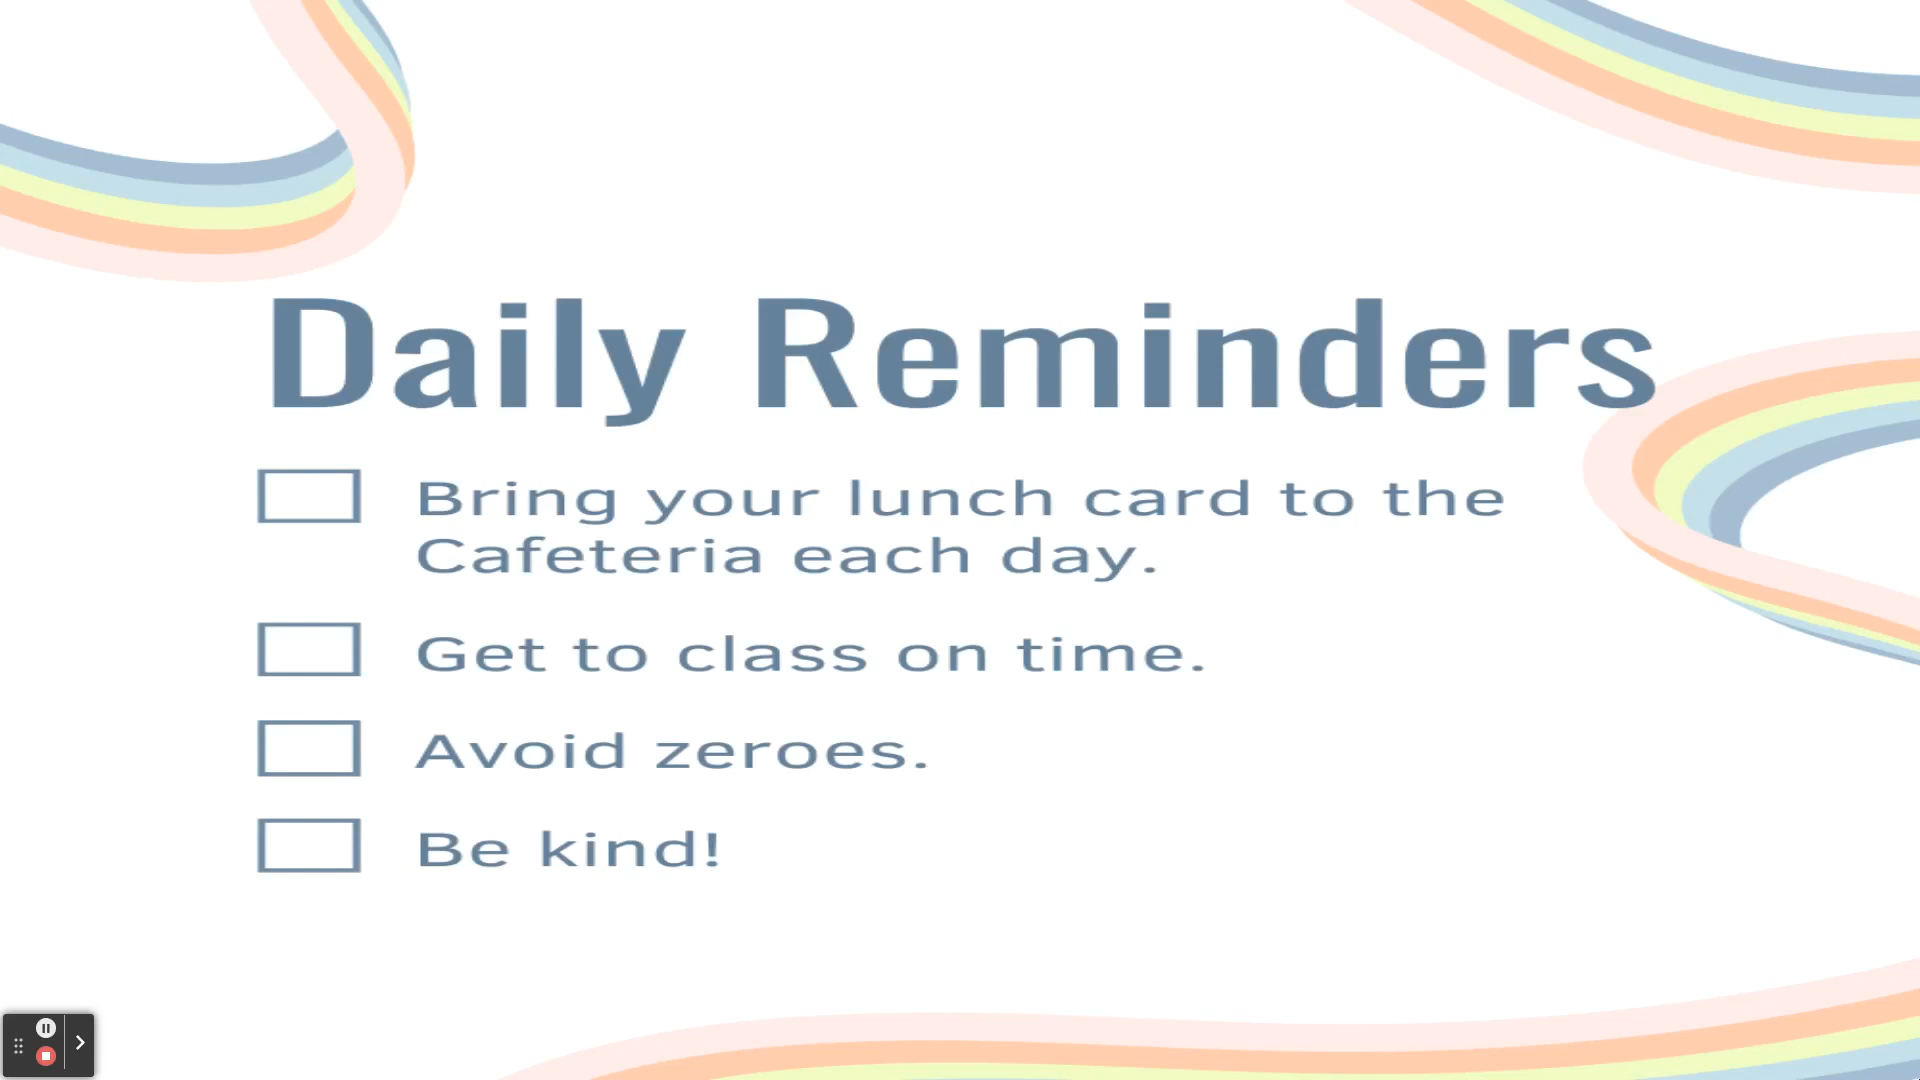 Daily Reminders
Bring your lunch card to the
Cafeteria each day.
Get to class on time.
Avoid zeroes.
Be kind!